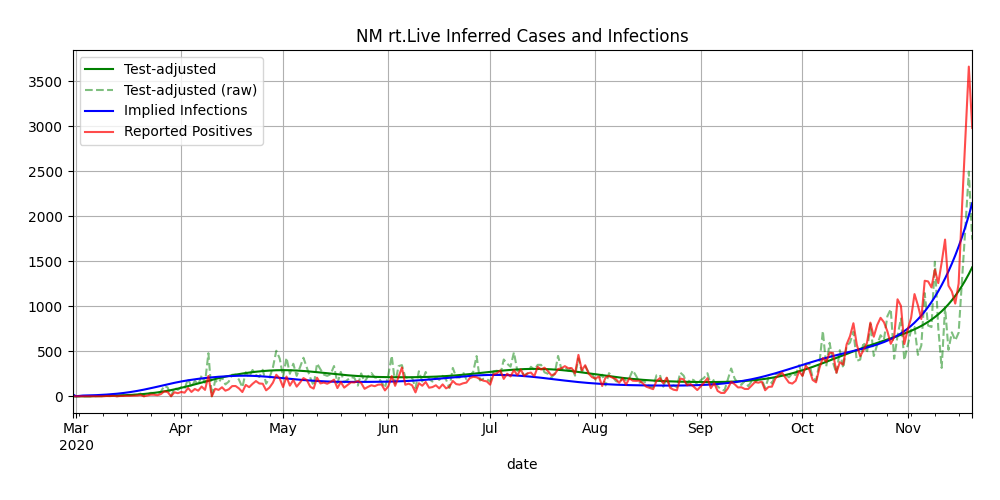 NM rt.Live Inferred Cases and Infections
Test-adjusted
Test-adjusted (raw)
Implied Infections
Reported Positives
3500
3000
2500
2000
1500
1000
500
0
Mar Apr May Jun Jul Aug Sep Oct Nov
2020
date